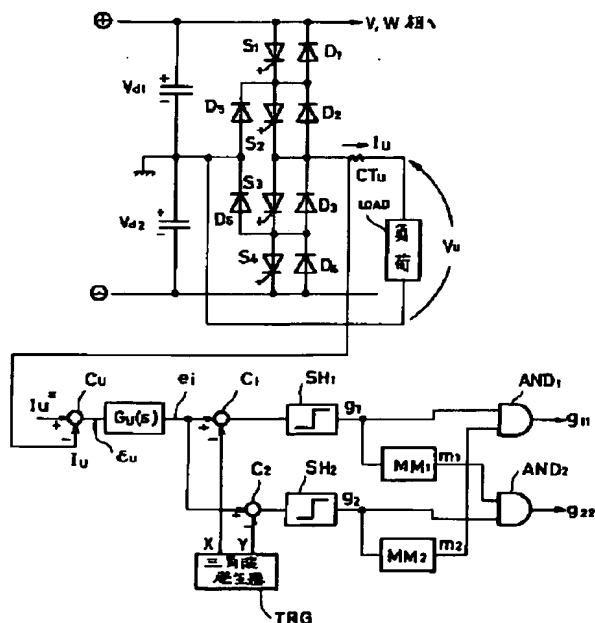 ⊕
V, W 相へ
S1
D1
Vd1
+
−
D5
D2
S2
Iu
CTu
S3
D3
Vd2
+
−
D6
LOAD
負荷
Vu
S4
⊖
Iu*
Cu
Gu(s)
ei
C1
SH1
g1
AND1
g11
+
−
Iu
εu
MM1
m1
AND2
C2
SH2
g2
g22
X
Y
MM2
m2
三角波
発生器
TRG